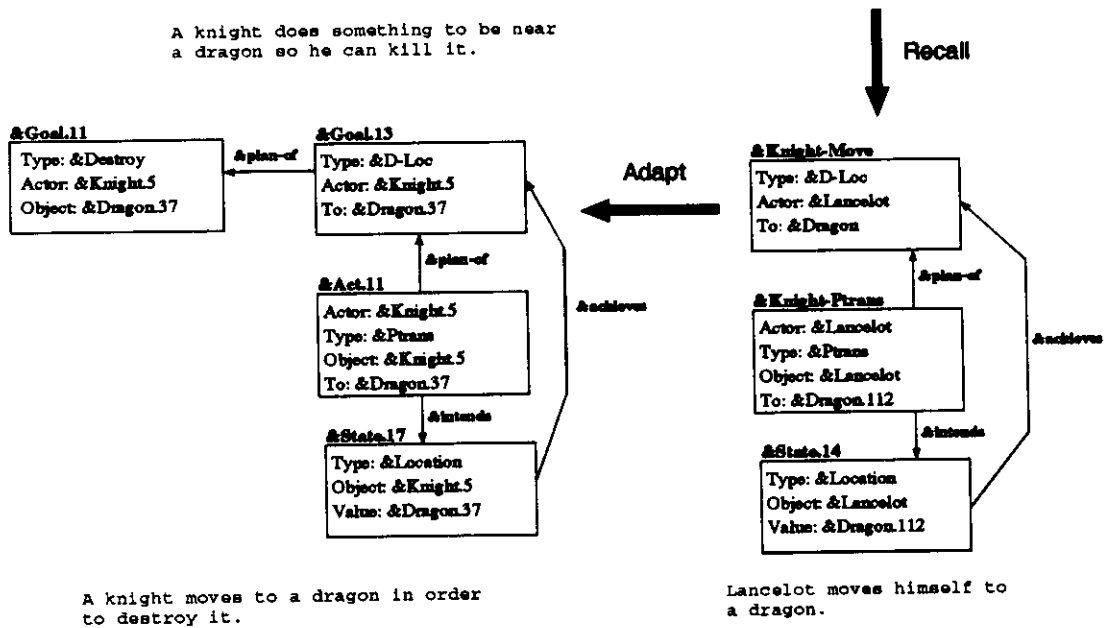 A knight does something to be near
a dragon so he can kill it.
Recall
&Goal.11
Type: &Destroy
Actor: &Knight.5
Object: &Dragon.37
&plan-of
&Goal.13
Type: &D-Loc
Actor: &Knight.5
To: &Dragon.37
Adapt
&Knight-Move
Type: &D-Loc
Actor: &Lancelot
To: &Dragon
&plan-of
&plan-of
&Act.11
Actor: &Knight.5
Type: &Ptrans
Object: &Knight.5
To: &Dragon.37
&achieves
&Knight-Ptrans
Actor: &Lancelot
Type: &Ptrans
Object: &Lancelot
To: &Dragon.112
&achieves
&intends
&intends
&State.17
Type: &Location
Object: &Knight.5
Value: &Dragon.37
&State.14
Type: &Location
Object: &Lancelot
Value: &Dragon.112
A knight moves to a dragon in order
to destroy it.
Lancelot moves himself to
a dragon.